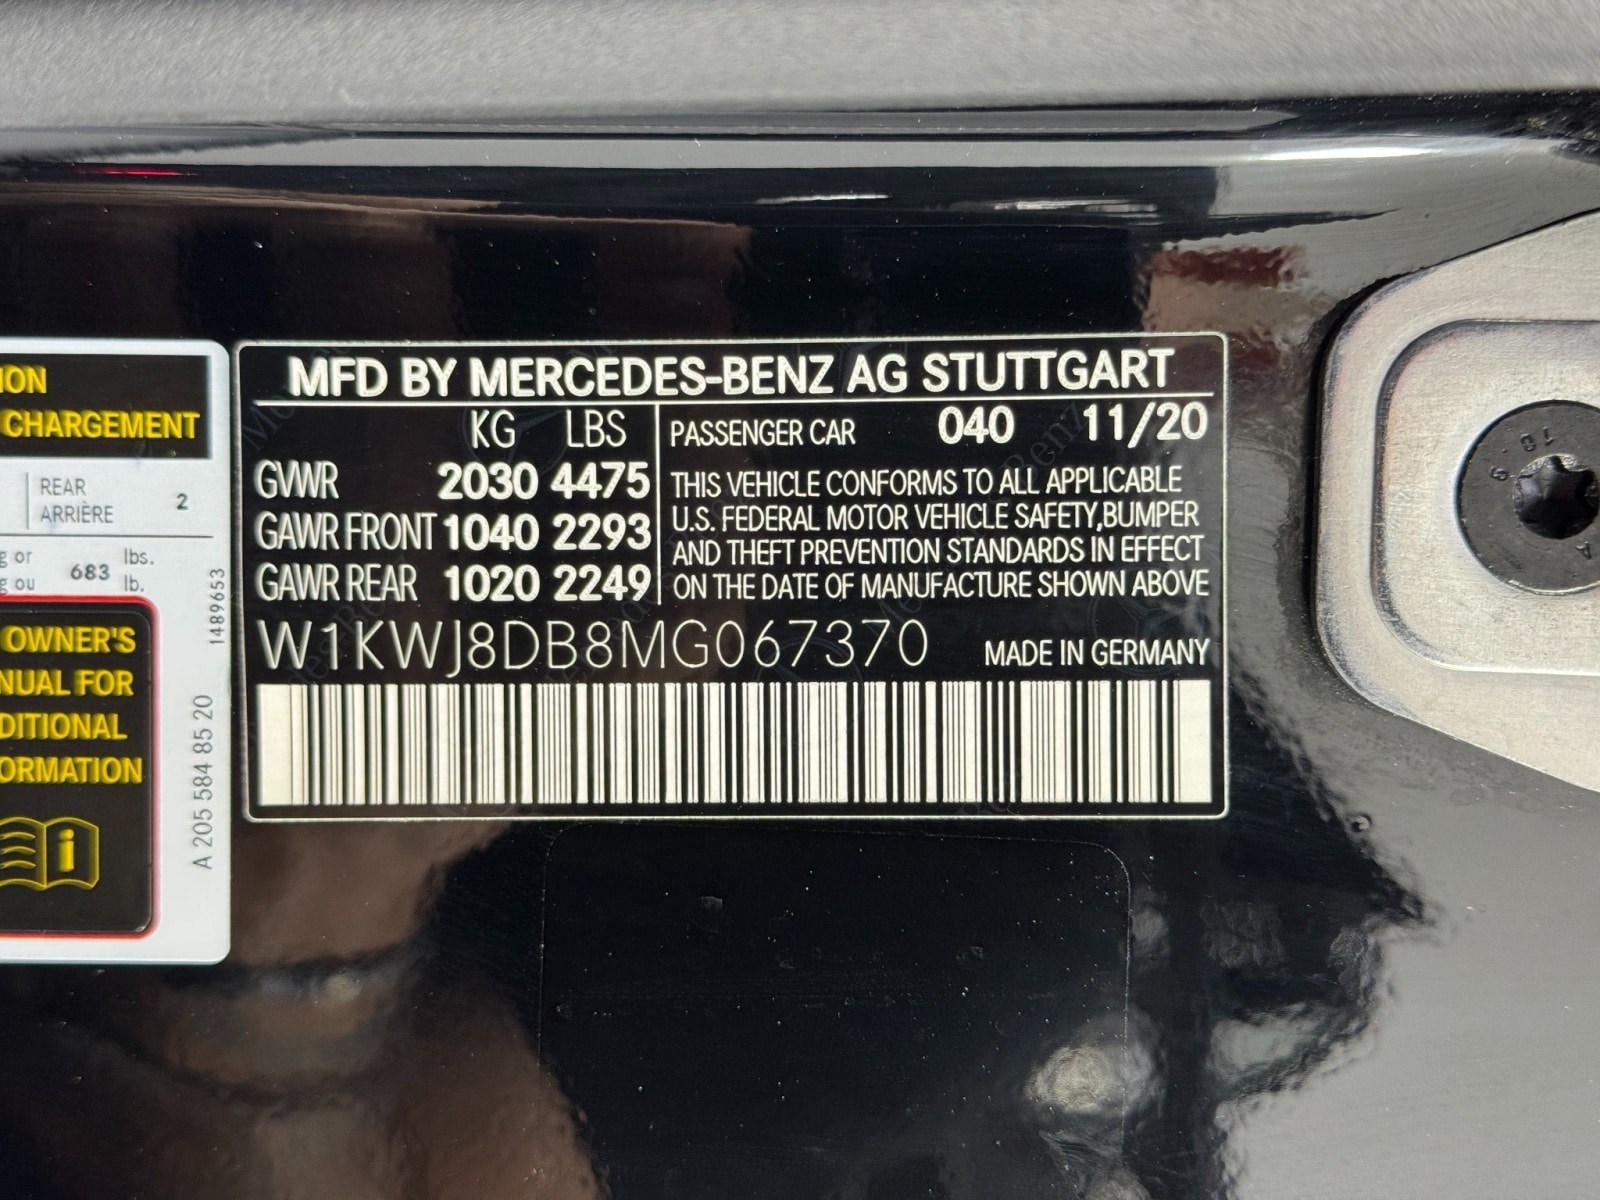 MFD BY MERCEDES-BENZ AG STUTTGART
KG LBS
GVWR 2030 4475
GAWR FRONT 1040 2293
GAWR REAR 1020 2249
PASSENGER CAR 040 11/20
THIS VEHICLE CONFORMS TO ALL APPLICABLE
U.S. FEDERAL MOTOR VEHICLE SAFETY,BUMPER
AND THEFT PREVENTION STANDARDS IN EFFECT
ON THE DATE OF MANUFACTURE SHOWN ABOVE
W1KWJ8DB8MG067370 MADE IN GERMANY
ION
CHARGEMENT
REAR 2
ARRIÈRE
g or 683 lbs.
g ou lb.
1489653
OWNER'S
NUAL FOR
DITIONAL
ORMATION
i
A 205 584 85 20